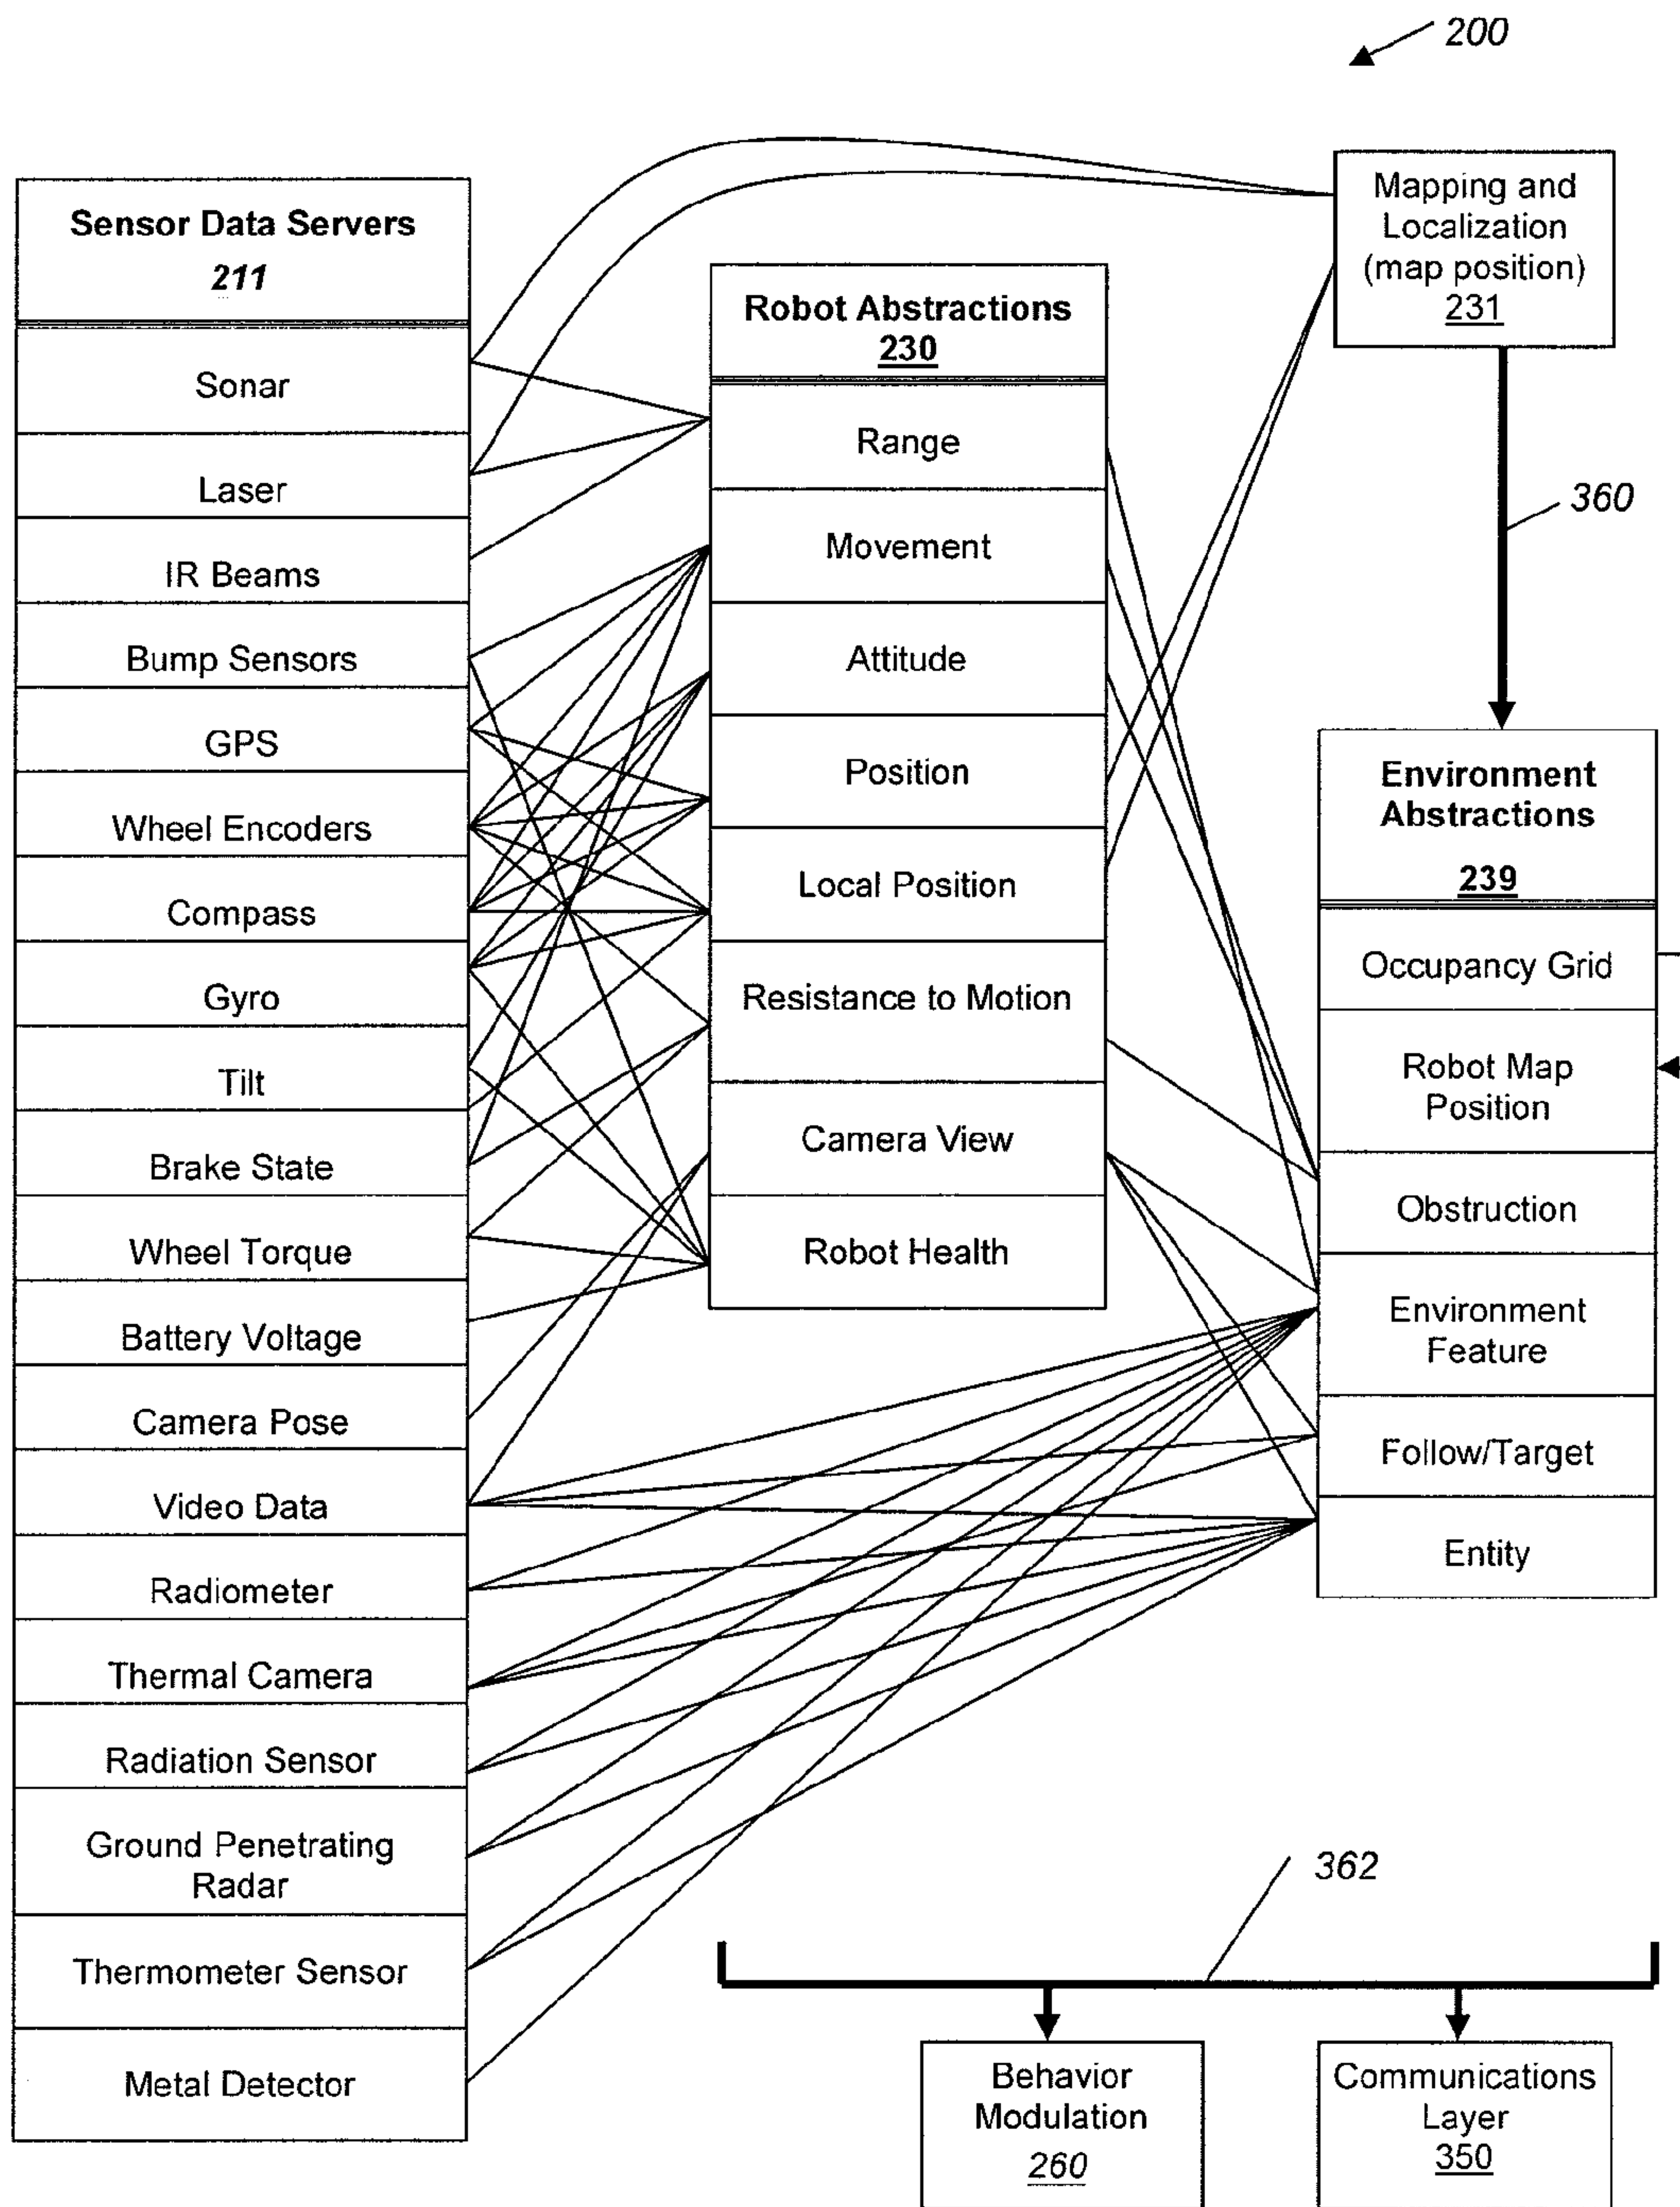 200
Sensor Data Servers
211
Sonar
Laser
IR Beams
Bump Sensors
GPS
Wheel Encoders
Compass
Gyro
Tilt
Brake State
Wheel Torque
Battery Voltage
Camera Pose
Video Data
Radiometer
Thermal Camera
Radiation Sensor
Ground Penetrating
Radar
Thermometer Sensor
Metal Detector
Robot Abstractions
230
Range
Movement
Attitude
Position
Local Position
Resistance to Motion
Camera View
Robot Health
Mapping and
Localization
(map position)
231
360
Environment
Abstractions
239
Occupancy Grid
Robot Map
Position
Obstruction
Environment
Feature
Follow/Target
Entity
362
Behavior
Modulation
260
Communications
Layer
350